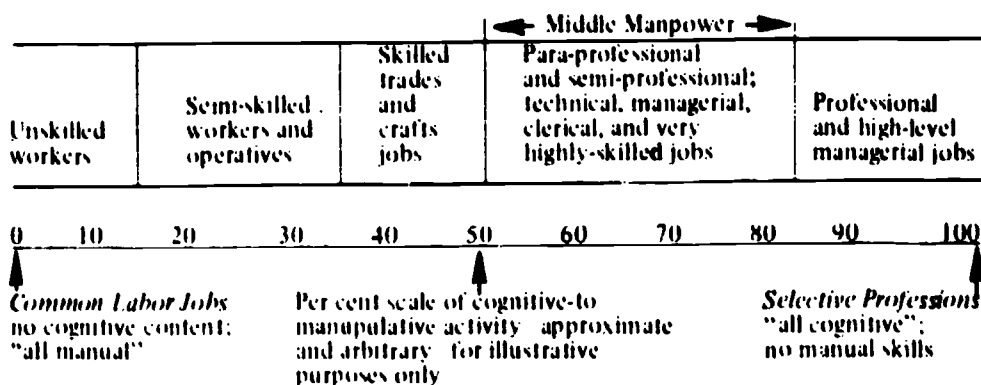 Middle Manpower
Unskilled
workers
Semi-skilled
workers and
operatives
Skilled
trades
and
crafts
jobs
Para-professional
and semi-professional;
technical, managerial,
clerical, and very
highly-skilled jobs
Professional
and high-level
managerial jobs
0 10 20 30 40 50 60 70 80 90 100
Common Labor Jobs
no cognitive content;
"all manual"
Per cent scale of cognitive-to
manipulative activity approximate
and arbitrary for illustrative
purposes only
Selective Professions
"all cognitive";
no manual skills